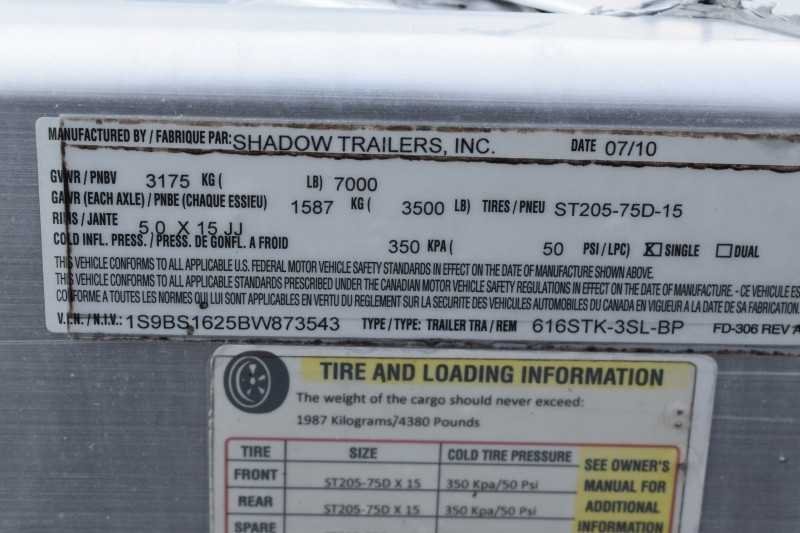 MANUFACTURED BY / FABRIQUE PAR: SHADOW TRAILERS, INC. DATE 07/10
GVWR / PNBV 3175 KG ( LB) 7000
GAWR (EACH AXLE) / PNBE (CHAQUE ESSIEU) 1587 KG ( 3500 LB) TIRES/PNEU ST205-75D-15
RIMS / JANTE 5.0 X 15 JJ
COLD INFL. PRESS. / PRESS. DE GONFL. A FROID 350 KPA ( 50 PSI / LPC) X SINGLE DUAL
THIS VEHICLE CONFORMS TO ALL APPLICABLE U.S. FEDERAL MOTOR VEHICLE SAFETY STANDARDS IN EFFECT ON THE DATE OF MANUFACTURE SHOWN ABOVE.
THIS VEHICLE CONFORMS TO ALL APPLICABLE STANDARDS PRESCRIBED UNDER THE CANADIAN MOTOR VEHICLE SAFETY REGULATIONS IN EFFECT ON THE DATE OF MANUFACTURE. - CE VEHICULE ES
CONFORME A TOUTES LES NORMES QUI LUI SONT APPLICABLES EN VERTU DU REGLEMENT SUR LA SECURITE DES VEHICULES AUTOMOBILES DU CANADA EN VIGUEUR A LA DATE DE SA FABRICATION.
V.I.N. / N.I.V.: 1S9BS1625BW873543 TYPE / TYPE: TRAILER TRA / REM 616STK-3SL-BP FD-306 REV A
TIRE AND LOADING INFORMATION
The weight of the cargo should never exceed:
1987 Kilograms/4380 Pounds
TIRE SIZE COLD TIRE PRESSURE
FRONT ST205-75D X 15 350 Kpa/50 Psi
REAR ST205-75D X 15 350 Kpa/50 Psi
SPARE
SEE OWNER'S
MANUAL FOR
ADDITIONAL
INFORMATION